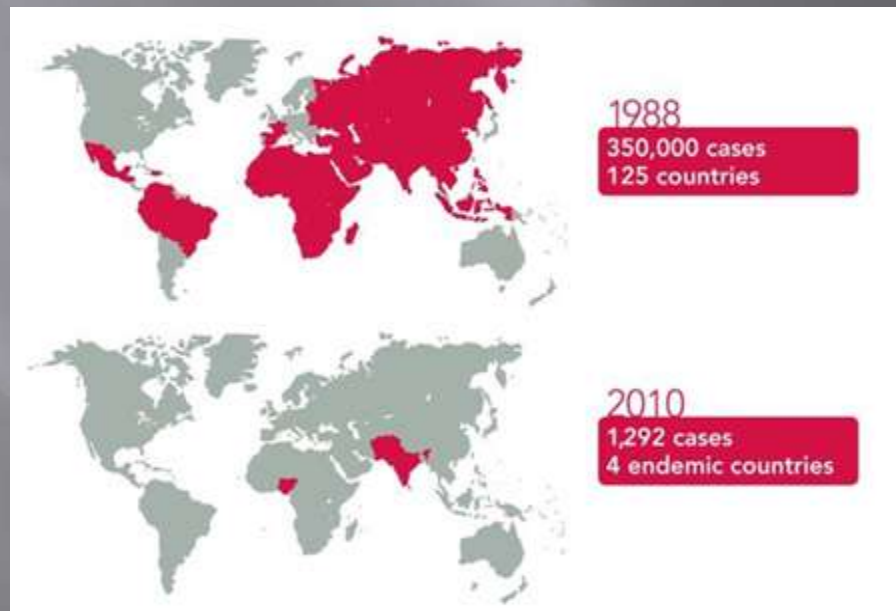 1988
350,000 cases
125 countries
2010
1,292 cases
4 endemic countries